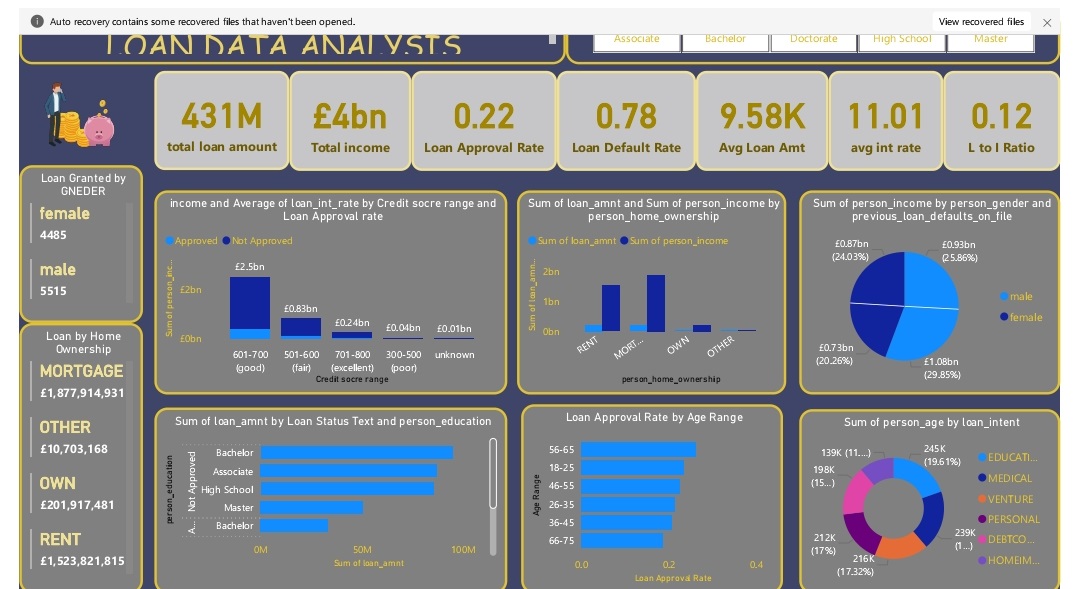 Auto recovery contains some recovered files that haven't been opened.
View recovered files
LOAN DATA ANALYSTS
Associate
Bachelor
Doctorate
High School
Master
431M
total loan amount
£4bn
Total income
0.22
Loan Approval Rate
0.78
Loan Default Rate
9.58K
Avg Loan Amt
11.01
avg int rate
0.12
L to I Ratio
Loan Granted by
GNEDER
female
4485
male
5515
Loan by Home
Ownership
MORTGAGE
£1,877,914,931
OTHER
£10,703,168
OWN
£201,917,481
RENT
£1,523,821,815
income and Average of loan_int_rate by Credit socre range and
Loan Approval rate
Approved
Not Approved
Sum of person_inc...
£2bn
£0bn
£2.5bn
£0.83bn
£0.24bn
£0.04bn
£0.01bn
601-700
(good)
501-600
(fair)
701-800
(excellent)
300-500
(poor)
unknown
Credit socre range
Sum of loan_amnt and Sum of person_income by
person_home_ownership
Sum of loan_amnt
Sum of person_income
Sum of loan_amn...
2bn
1bn
0bn
RENT
MORT...
OWN
OTHER
person_home_ownership
Sum of person_income by person_gender and
previous_loan_defaults_on_file
£0.87bn
(24.03%)
£0.93bn
(25.86%)
£0.73bn
(20.26%)
£1.08bn
(29.85%)
male
female
Sum of loan_amnt by Loan Status Text and person_education
person_education
Not Approved
A...
Bachelor
Associate
High School
Master
Bachelor
0M
50M
100M
Sum of loan_amnt
Loan Approval Rate by Age Range
Age Range
56-65
18-25
46-55
26-35
36-45
66-75
0.0
0.2
0.4
Loan Approval Rate
Sum of person_age by loan_intent
139K (11....)
245K
(19.61%)
198K
(15...)
239K
(1...)
212K
(17%)
216K
(17.32%)
EDUCATI...
MEDICAL
VENTURE
PERSONAL
DEBTCO...
HOMEIM...